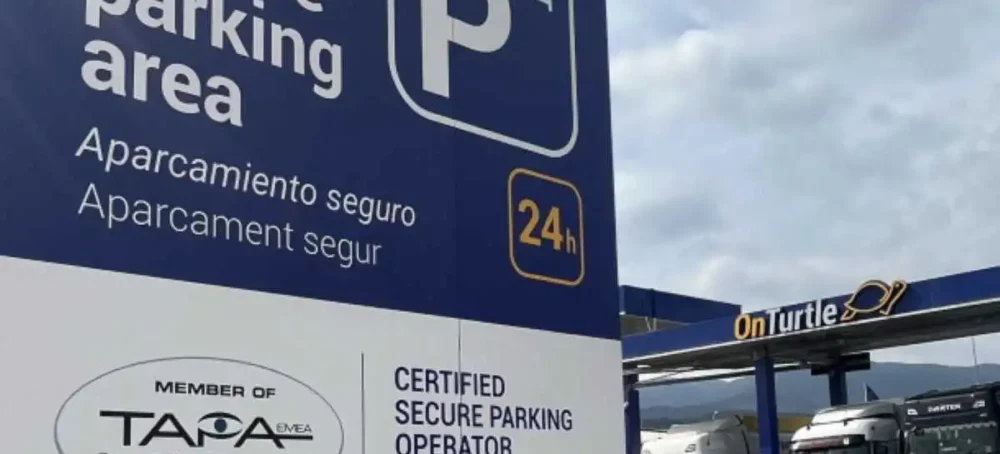 parking
area
Aparcamiento seguro
Aparcament segur
P
24h
OnTurtle
MEMBER OF
TAPA
EMEA
CERTIFIED
SECURE PARKING
OPERATOR